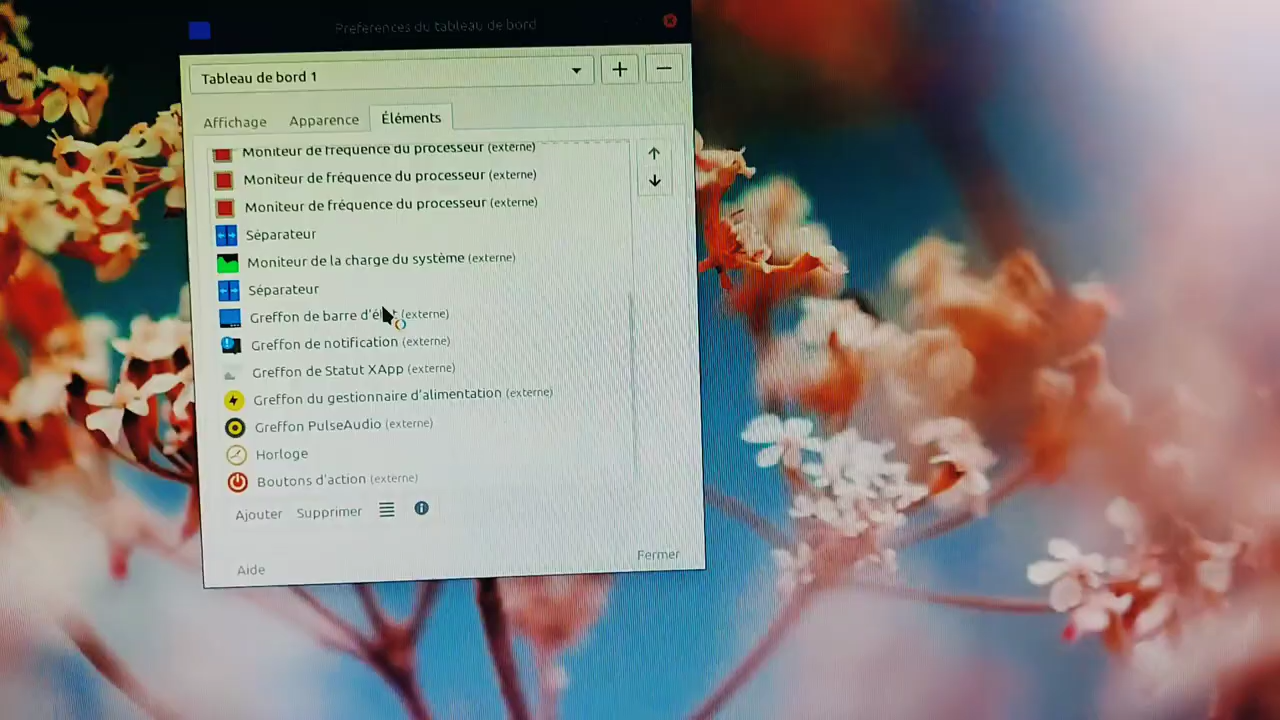 Préférences du tableau de bord
Tableau de bord 1
Affichage Apparence Éléments
Moniteur de fréquence du processeur (externe)
Moniteur de fréquence du processeur (externe)
Moniteur de fréquence du processeur (externe)
Séparateur
Moniteur de la charge du système (externe)
Séparateur
Greffon de barre (externe)
Greffon de notification (externe)
Greffon de Statut XApp (externe)
Greffon du gestionnaire d'alimentation (externe)
Greffon PulseAudio (externe)
Horloge
Boutons d'action (externe)
Ajouter Supprimer
Aide Fermer